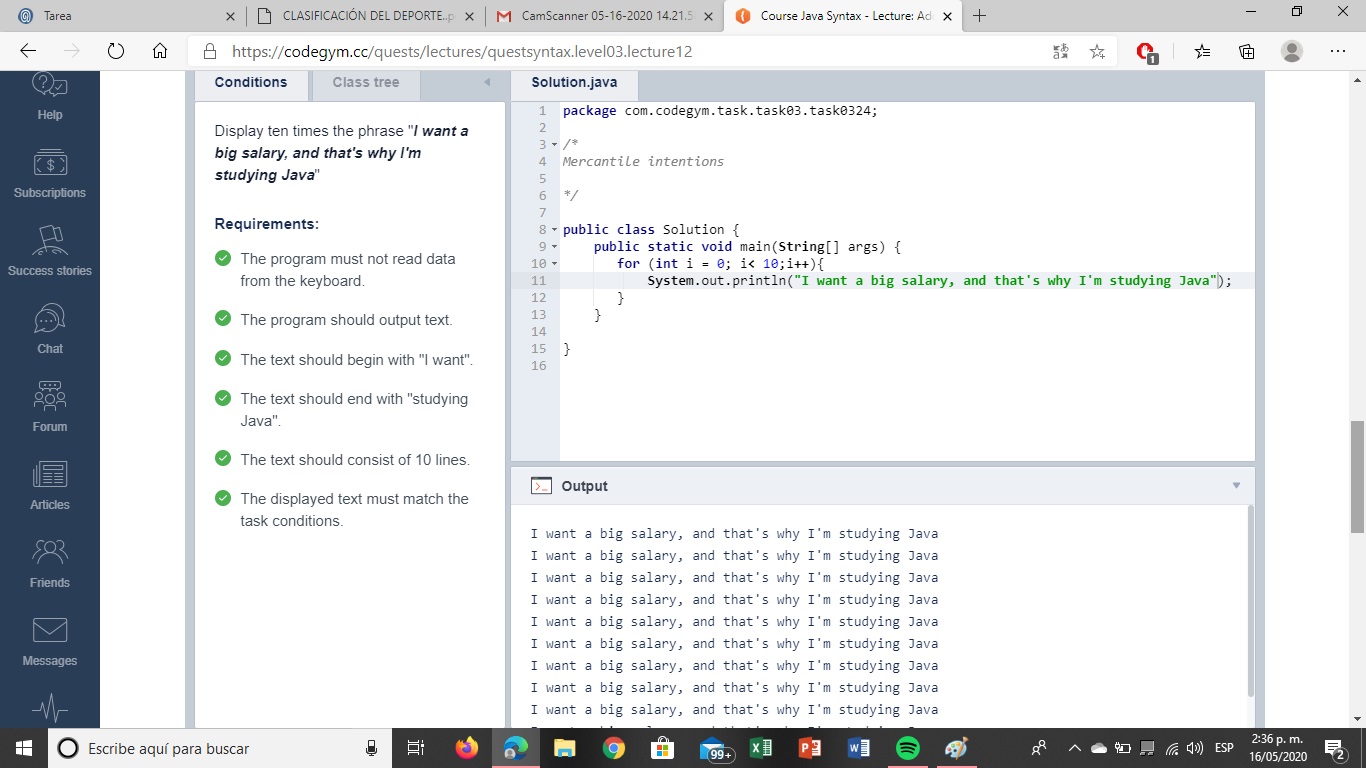 Tarea
CLASIFICACIÓN DEL DEPORTE..p
CamScanner 05-16-2020 14.21.5
Course Java Syntax - Lecture: Ad
https://codegym.cc/quests/lectures/questsyntax.level03.lecture12
1
Help
Subscriptions
Success stories
Chat
Forum
Articles
Friends
Messages
Conditions
Class tree
Display ten times the phrase "I want a
big salary, and that's why I'm
studying Java"
Requirements:
The program must not read data
from the keyboard.
The program should output text.
The text should begin with "I want".
The text should end with "studying
Java".
The text should consist of 10 lines.
The displayed text must match the
task conditions.
Solution.java
1 package com.codegym.task.task03.task0324;
2
3 /*
4 Mercantile intentions
5
6 */
7
8 public class Solution {
9 public static void main(String[] args) {
10 for (int i = 0; i< 10;i++){
11 System.out.println("I want a big salary, and that's why I'm studying Java");
12 }
13 }
14
15 }
16
Output
I want a big salary, and that's why I'm studying Java
I want a big salary, and that's why I'm studying Java
I want a big salary, and that's why I'm studying Java
I want a big salary, and that's why I'm studying Java
I want a big salary, and that's why I'm studying Java
I want a big salary, and that's why I'm studying Java
I want a big salary, and that's why I'm studying Java
I want a big salary, and that's why I'm studying Java
I want a big salary, and that's why I'm studying Java
Escribe aquí para buscar
99+
ESP
2:36 p. m.
16/05/2020
2